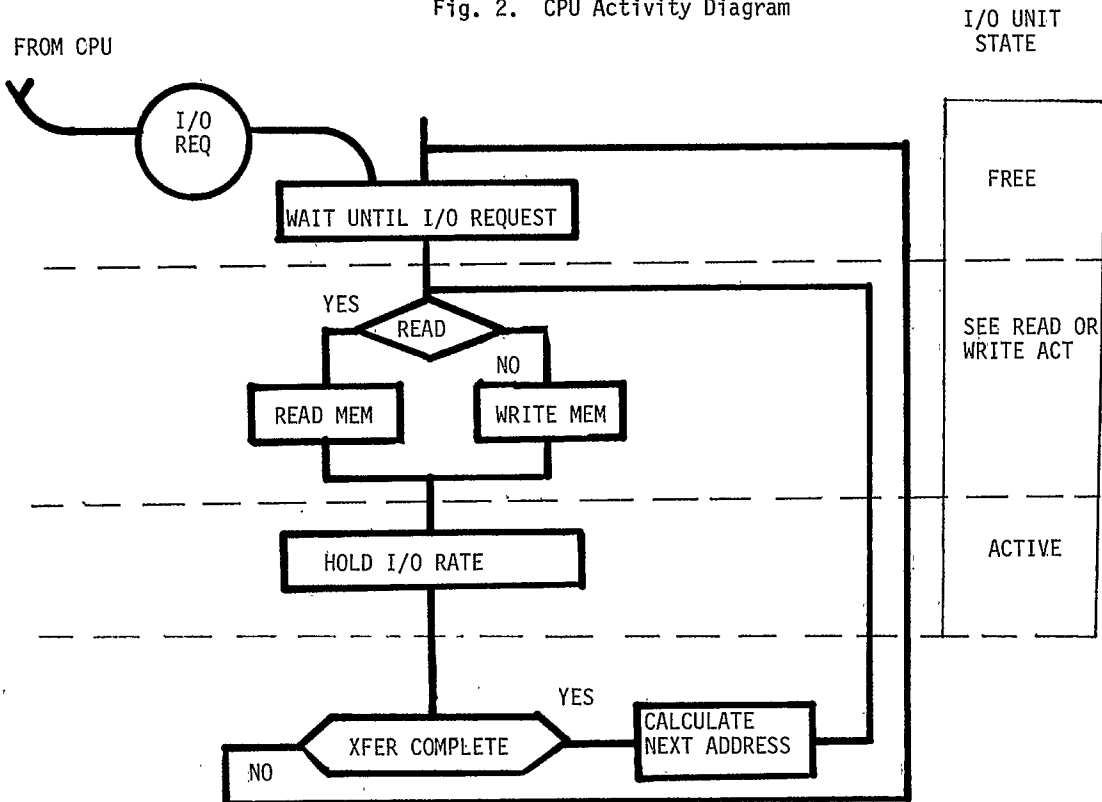 Fig. 2. CPU Activity Diagram
I/O UNIT
STATE
FROM CPU
I/O
REQ
FREE
WAIT UNTIL I/O REQUEST
YES
READ
SEE READ OR
WRITE ACT
NO
READ MEM
WRITE MEM
HOLD I/O RATE
ACTIVE
YES
CALCULATE
NEXT ADDRESS
XFER COMPLETE
NO